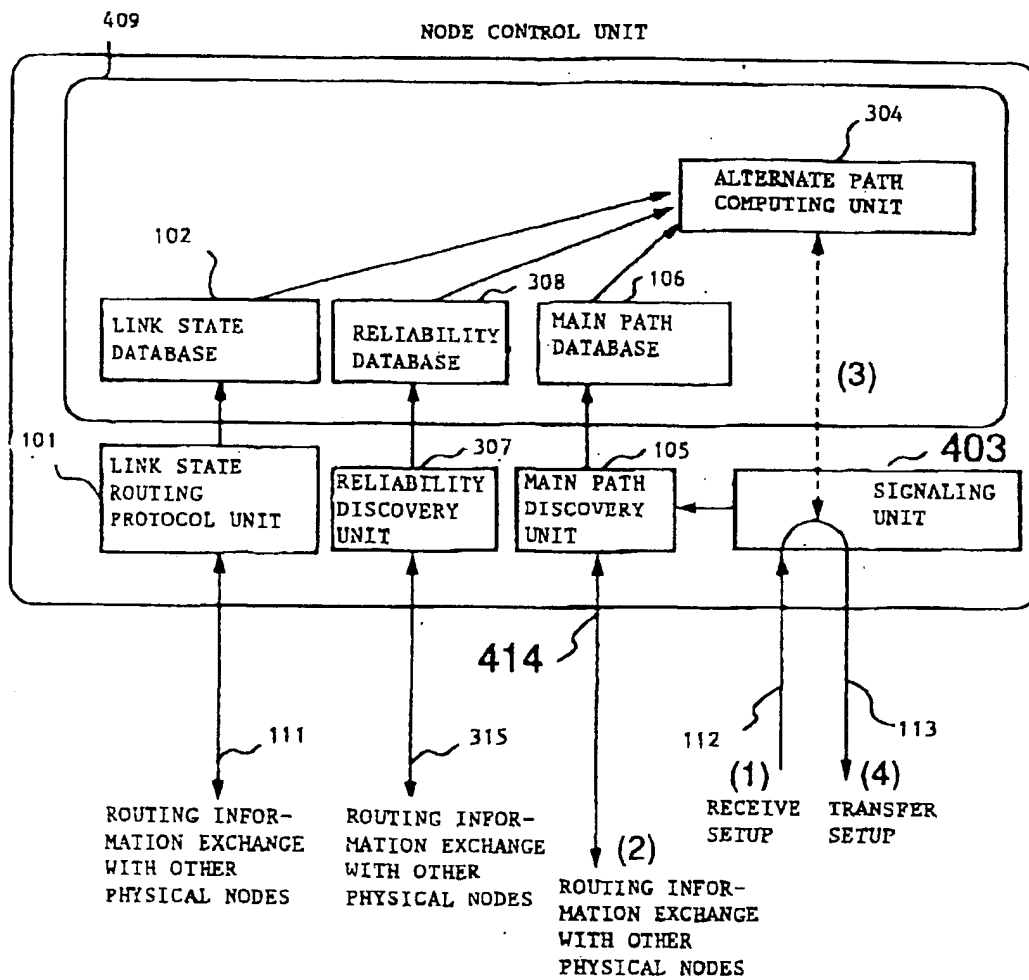 409
NODE CONTROL UNIT
304
ALTERNATE PATH
COMPUTING UNIT
102
LINK STATE
DATABASE
308
RELIABILITY
DATABASE
106
MAIN PATH
DATABASE
(3)
101
LINK STATE
ROUTING
PROTOCOL UNIT
307
RELIABILITY
DISCOVERY
UNIT
105
MAIN PATH
DISCOVERY
UNIT
403
SIGNALING
UNIT
414
111
315
112
113
ROUTING INFOR-
MATION EXCHANGE
WITH OTHER
PHYSICAL NODES
ROUTING INFOR-
MATION EXCHANGE
WITH OTHER
PHYSICAL NODES
(2)
ROUTING INFOR-
MATION EXCHANGE
WITH OTHER
PHYSICAL NODES
(1)
RECEIVE
SETUP
(4)
TRANSFER
SETUP